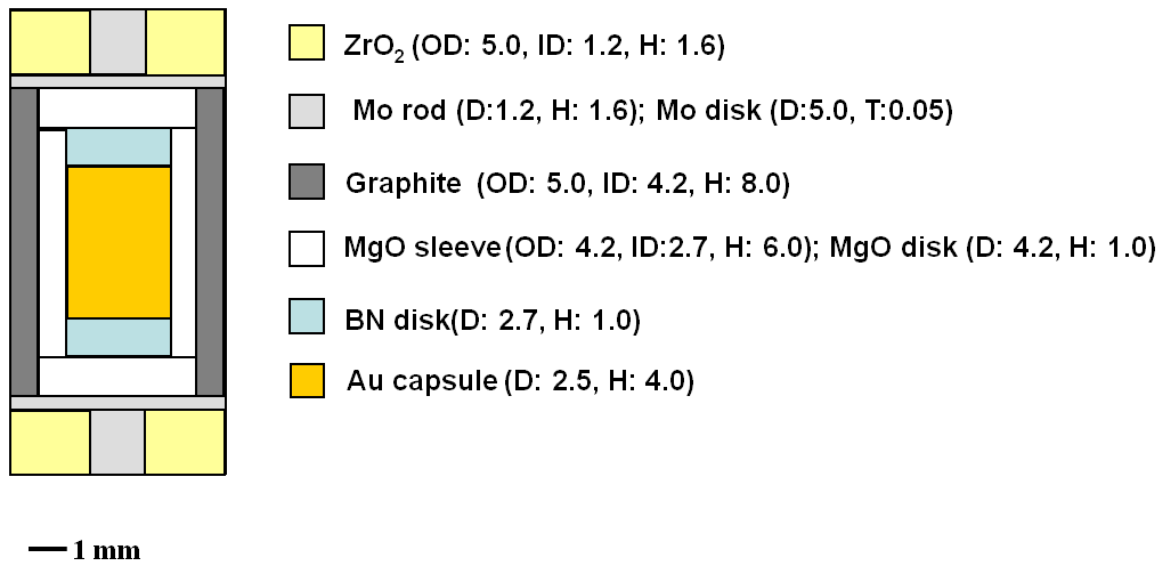 ZrO₂ (OD: 5.0, ID: 1.2, H: 1.6)
Mo rod (D:1.2, H: 1.6); Mo disk (D:5.0, T:0.05)
Graphite (OD: 5.0, ID: 4.2, H: 8.0)
MgO sleeve(OD: 4.2, ID:2.7, H: 6.0); MgO disk (D: 4.2, H: 1.0)
BN disk(D: 2.7, H: 1.0)
Au capsule (D: 2.5, H: 4.0)
1 mm